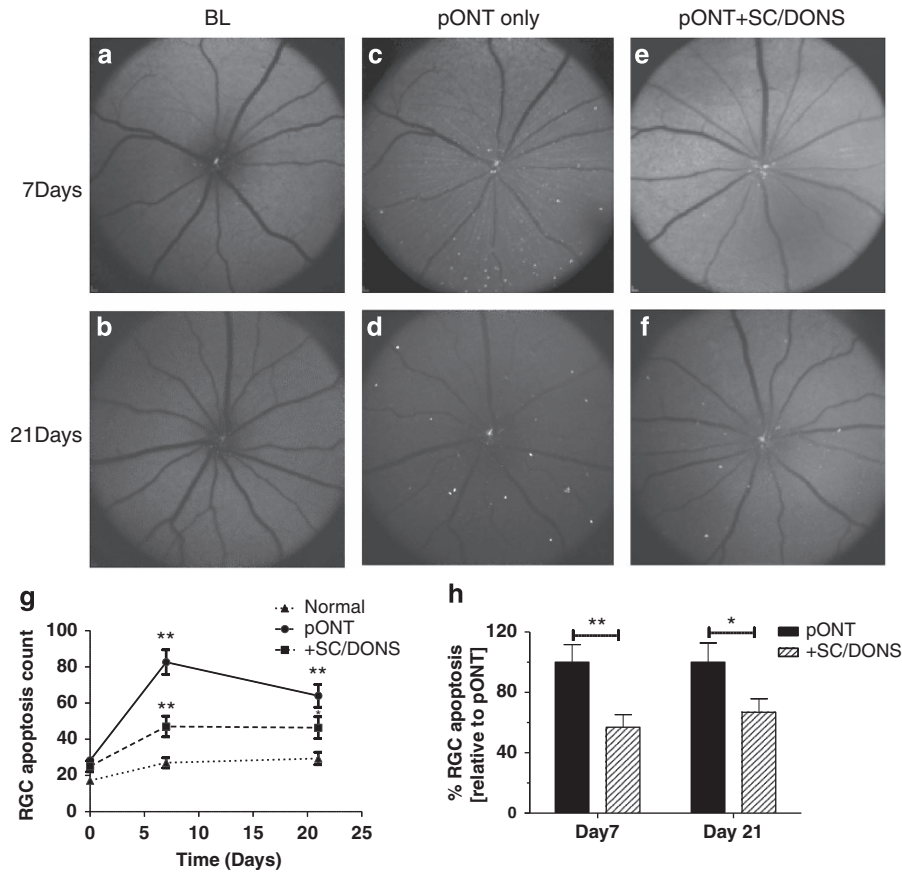 BL pONT only pONT+SC/DONS
a c e
7Days
b d f
21Days
g
Normal
pONT
+SC/DONS
100
80
60
40
20
0
RGC apoptosis count
**
**
**
*
0 5 10 15 20 25
Time (Days)
h
pONT
+SC/DONS
120
80
40
0
% RGC apoptosis
[relative to pONT]
** *
Day7 Day 21